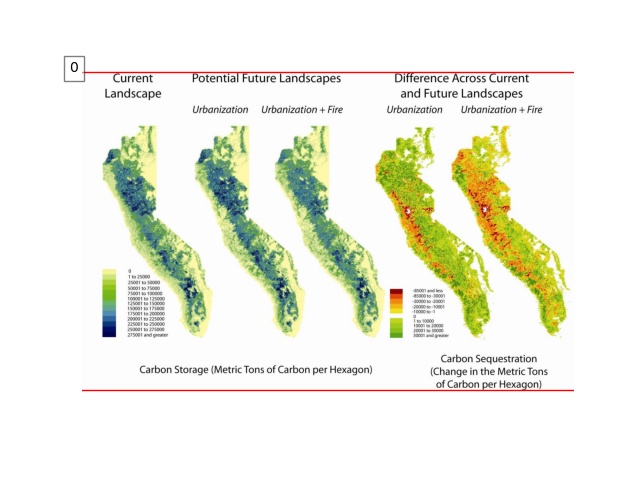 0
Current
Landscape
Potential Future Landscapes
Difference Across Current
and Future Landscapes
Urbanization
Urbanization + Fire
Urbanization
Urbanization + Fire
0
1 to 25000
25001 to 50000
50001 to 75000
75001 to 100000
100001 to 125000
125001 to 150000
150001 to 175000
175001 to 200000
200001 to 225000
225001 to 250000
250001 to 275000
275001 and greater
-85001 and less
-85000 to -30001
-30000 to -20001
-20000 to -10001
-10000 to -1
0
1 to 10000
10001 to 20000
20001 to 30000
30001 and greater
Carbon Storage (Metric Tons of Carbon per Hexagon)
Carbon Sequestration
(Change in the Metric Tons
of Carbon per Hexagon)